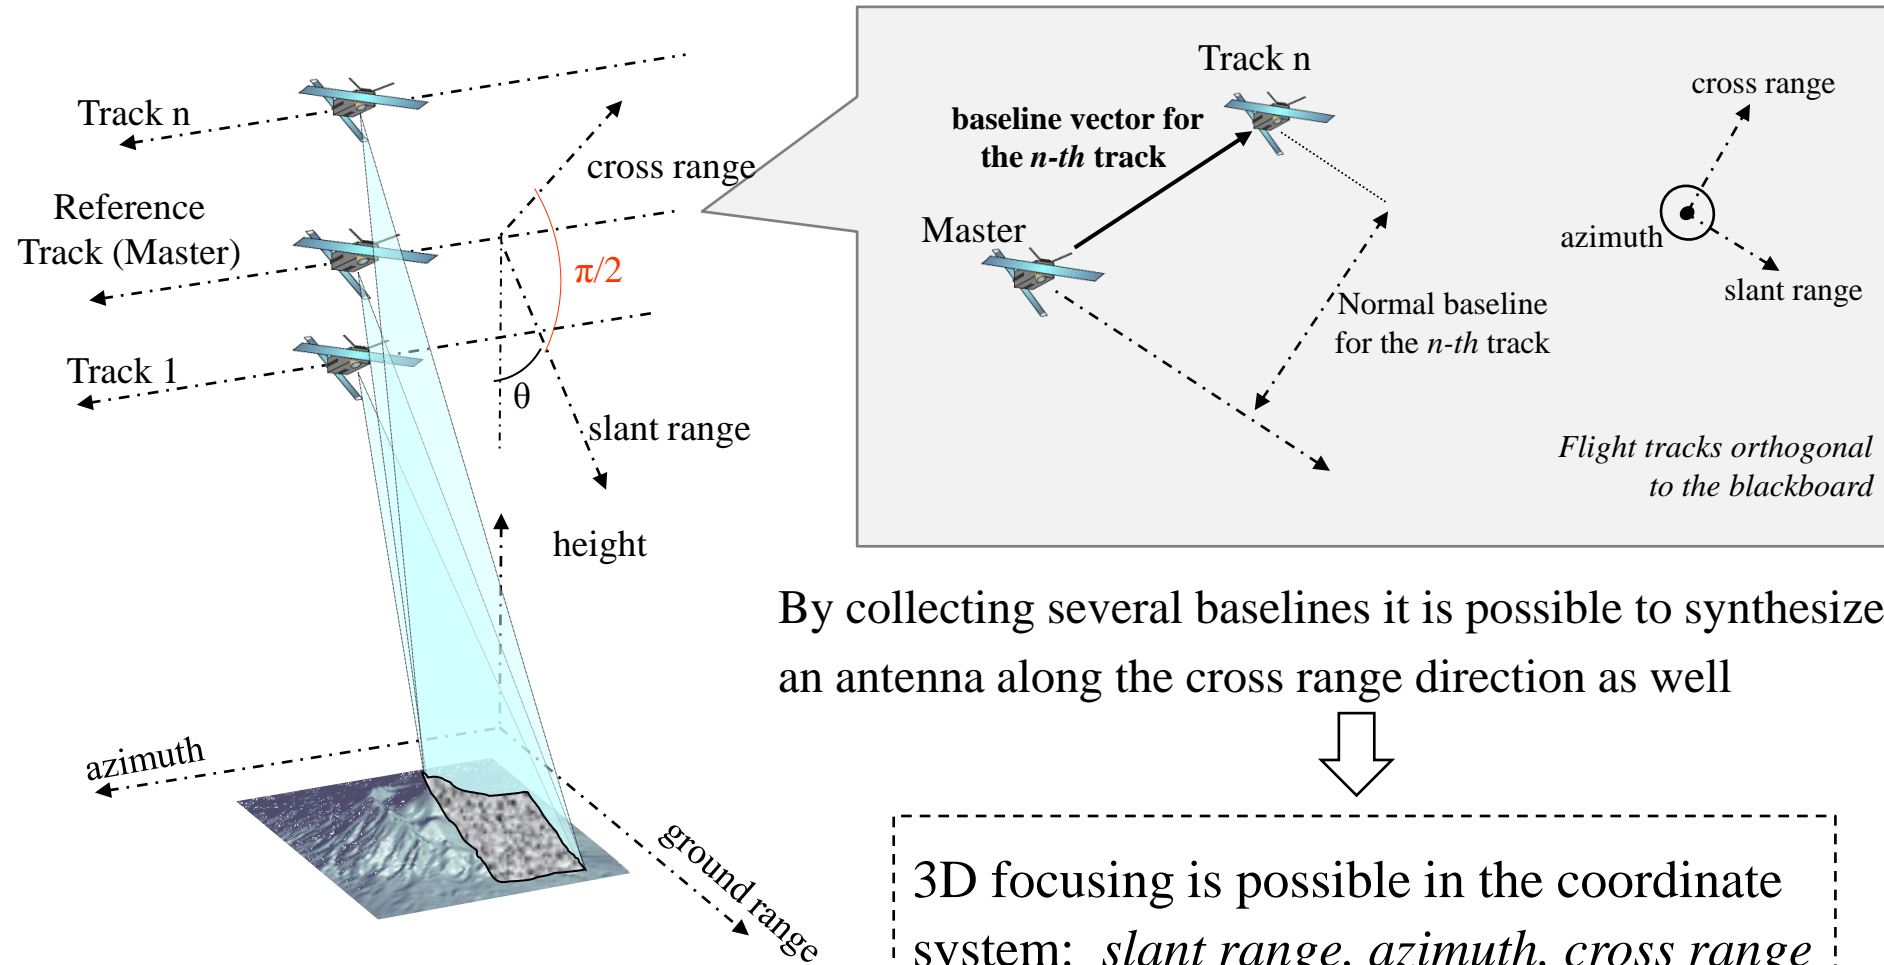 Track n
Reference
Track (Master)
Track 1
cross range
π/2
θ
slant range
height
azimuth
ground range
Track n
baseline vector for
the n-th track
Master
Normal baseline
for the n-th track
cross range
azimuth
slant range
Flight tracks orthogonal
to the blackboard
By collecting several baselines it is possible to synthesize
an antenna along the cross range direction as well
3D focusing is possible in the coordinate
system: slant range, azimuth, cross range